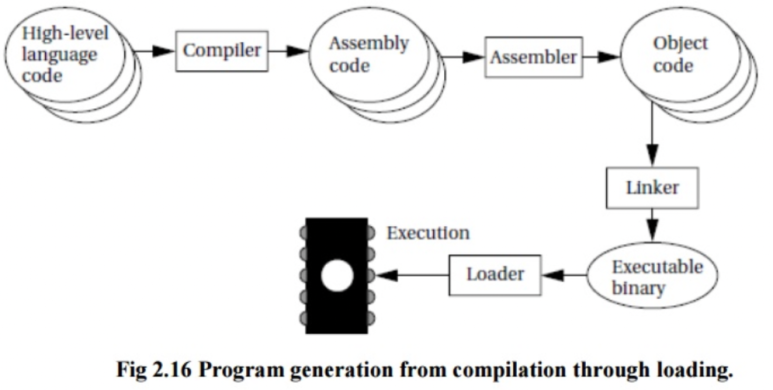 High-level
language
code
Compiler
Assembly
code
Assembler
Object
code
Linker
Executable
binary
Loader
Execution
Fig 2.16 Program generation from compilation through loading.